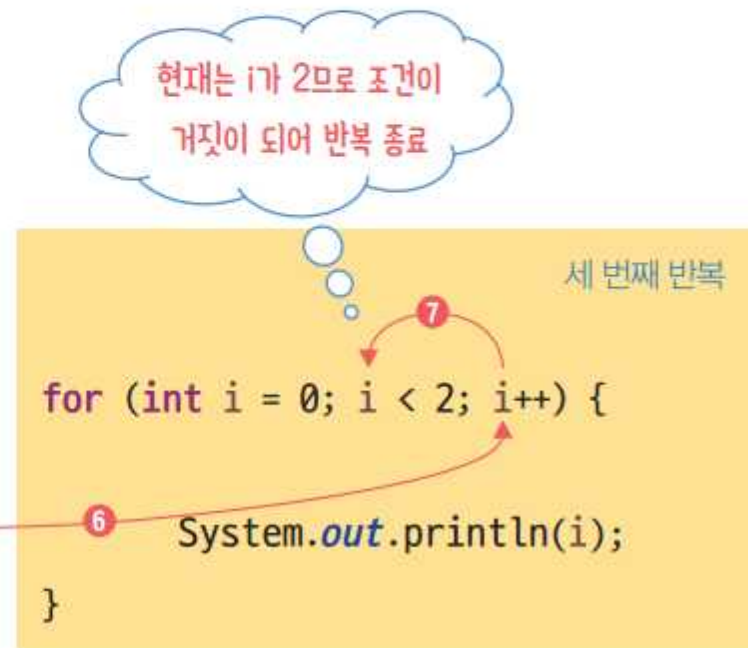 현재는 i가 2므로 조건이
거짓이 되어 반복 종료
세 번째 반복
7
for (int i = 0; i < 2; i++) {
6
System.out.println(i);
}